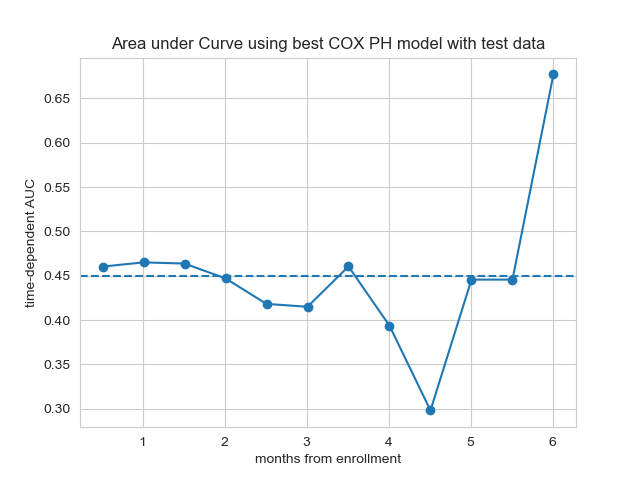 Area under Curve using best COX PH model with test data
time-dependent AUC
0.65
0.60
0.55
0.50
0.45
0.40
0.35
0.30
1 2 3 4 5 6
months from enrollment